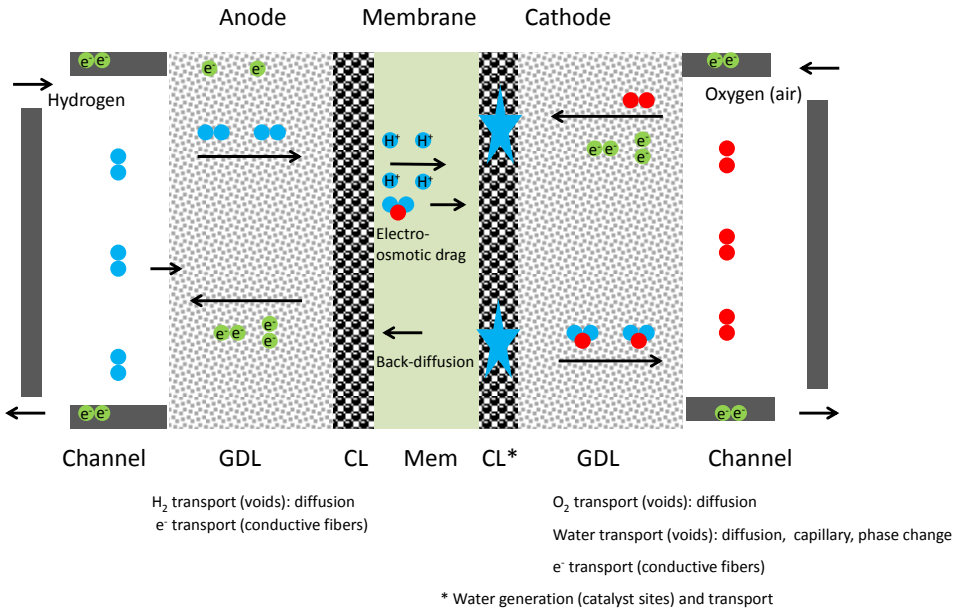 Anode Membrane Cathode
e⁻ e⁻ e⁻ e⁻ e⁻ e⁻
Hydrogen Oxygen (air)
H⁺ H⁺ e⁻ e⁻ e⁻ e⁻
H⁺ H⁺
Electro-
osmotic drag
e⁻ e⁻ e⁻ e⁻
Back-diffusion
e⁻ e⁻ e⁻ e⁻
Channel GDL CL Mem CL* GDL Channel
H₂ transport (voids): diffusion
e⁻ transport (conductive fibers)
O₂ transport (voids): diffusion
Water transport (voids): diffusion, capillary, phase change
e⁻ transport (conductive fibers)
* Water generation (catalyst sites) and transport